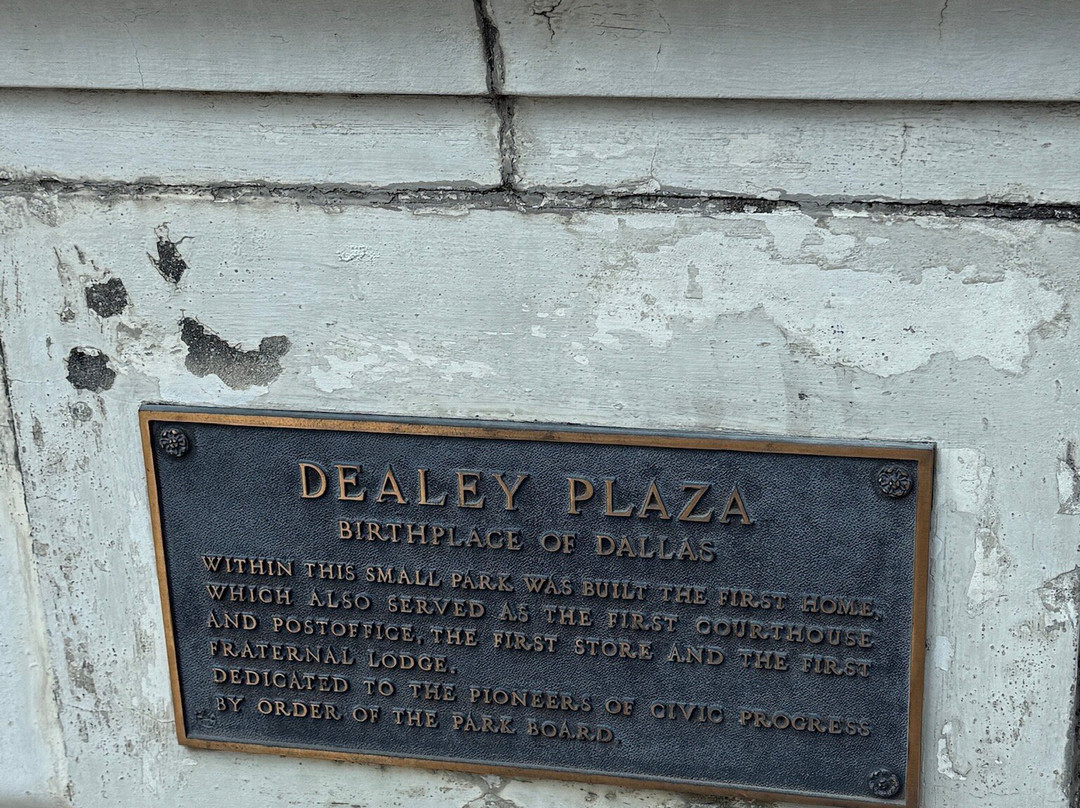 DEALEY PLAZA
BIRTHPLACE OF DALLAS
WITHIN THIS SMALL PARK WAS BUILT THE FIRST HOME,
WHICH ALSO SERVED AS THE FIRST COURTHOUSE
AND POSTOFFICE, THE FIRST STORE AND THE FIRST
FRATERNAL LODGE.
DEDICATED TO THE PIONEERS OF CIVIC PROGRESS
BY ORDER OF THE PARK BOARD.